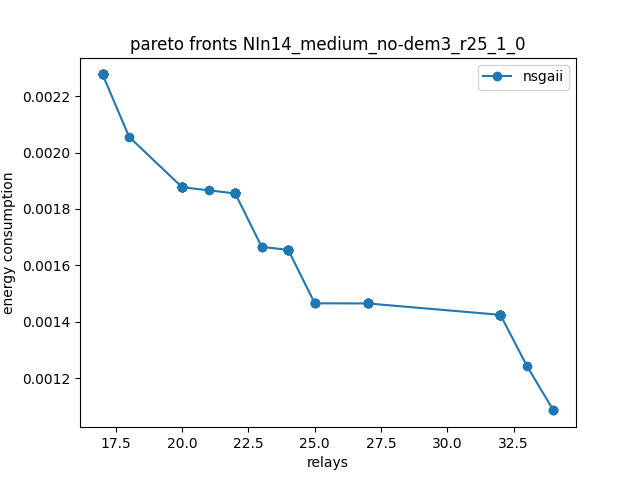 pareto fronts NIn14_medium_no-dem3_r25_1_0
nsgaii
0.0022
0.0020
0.0018
0.0016
0.0014
0.0012
energy consumption
17.5 20.0 22.5 25.0 27.5 30.0 32.5
relays